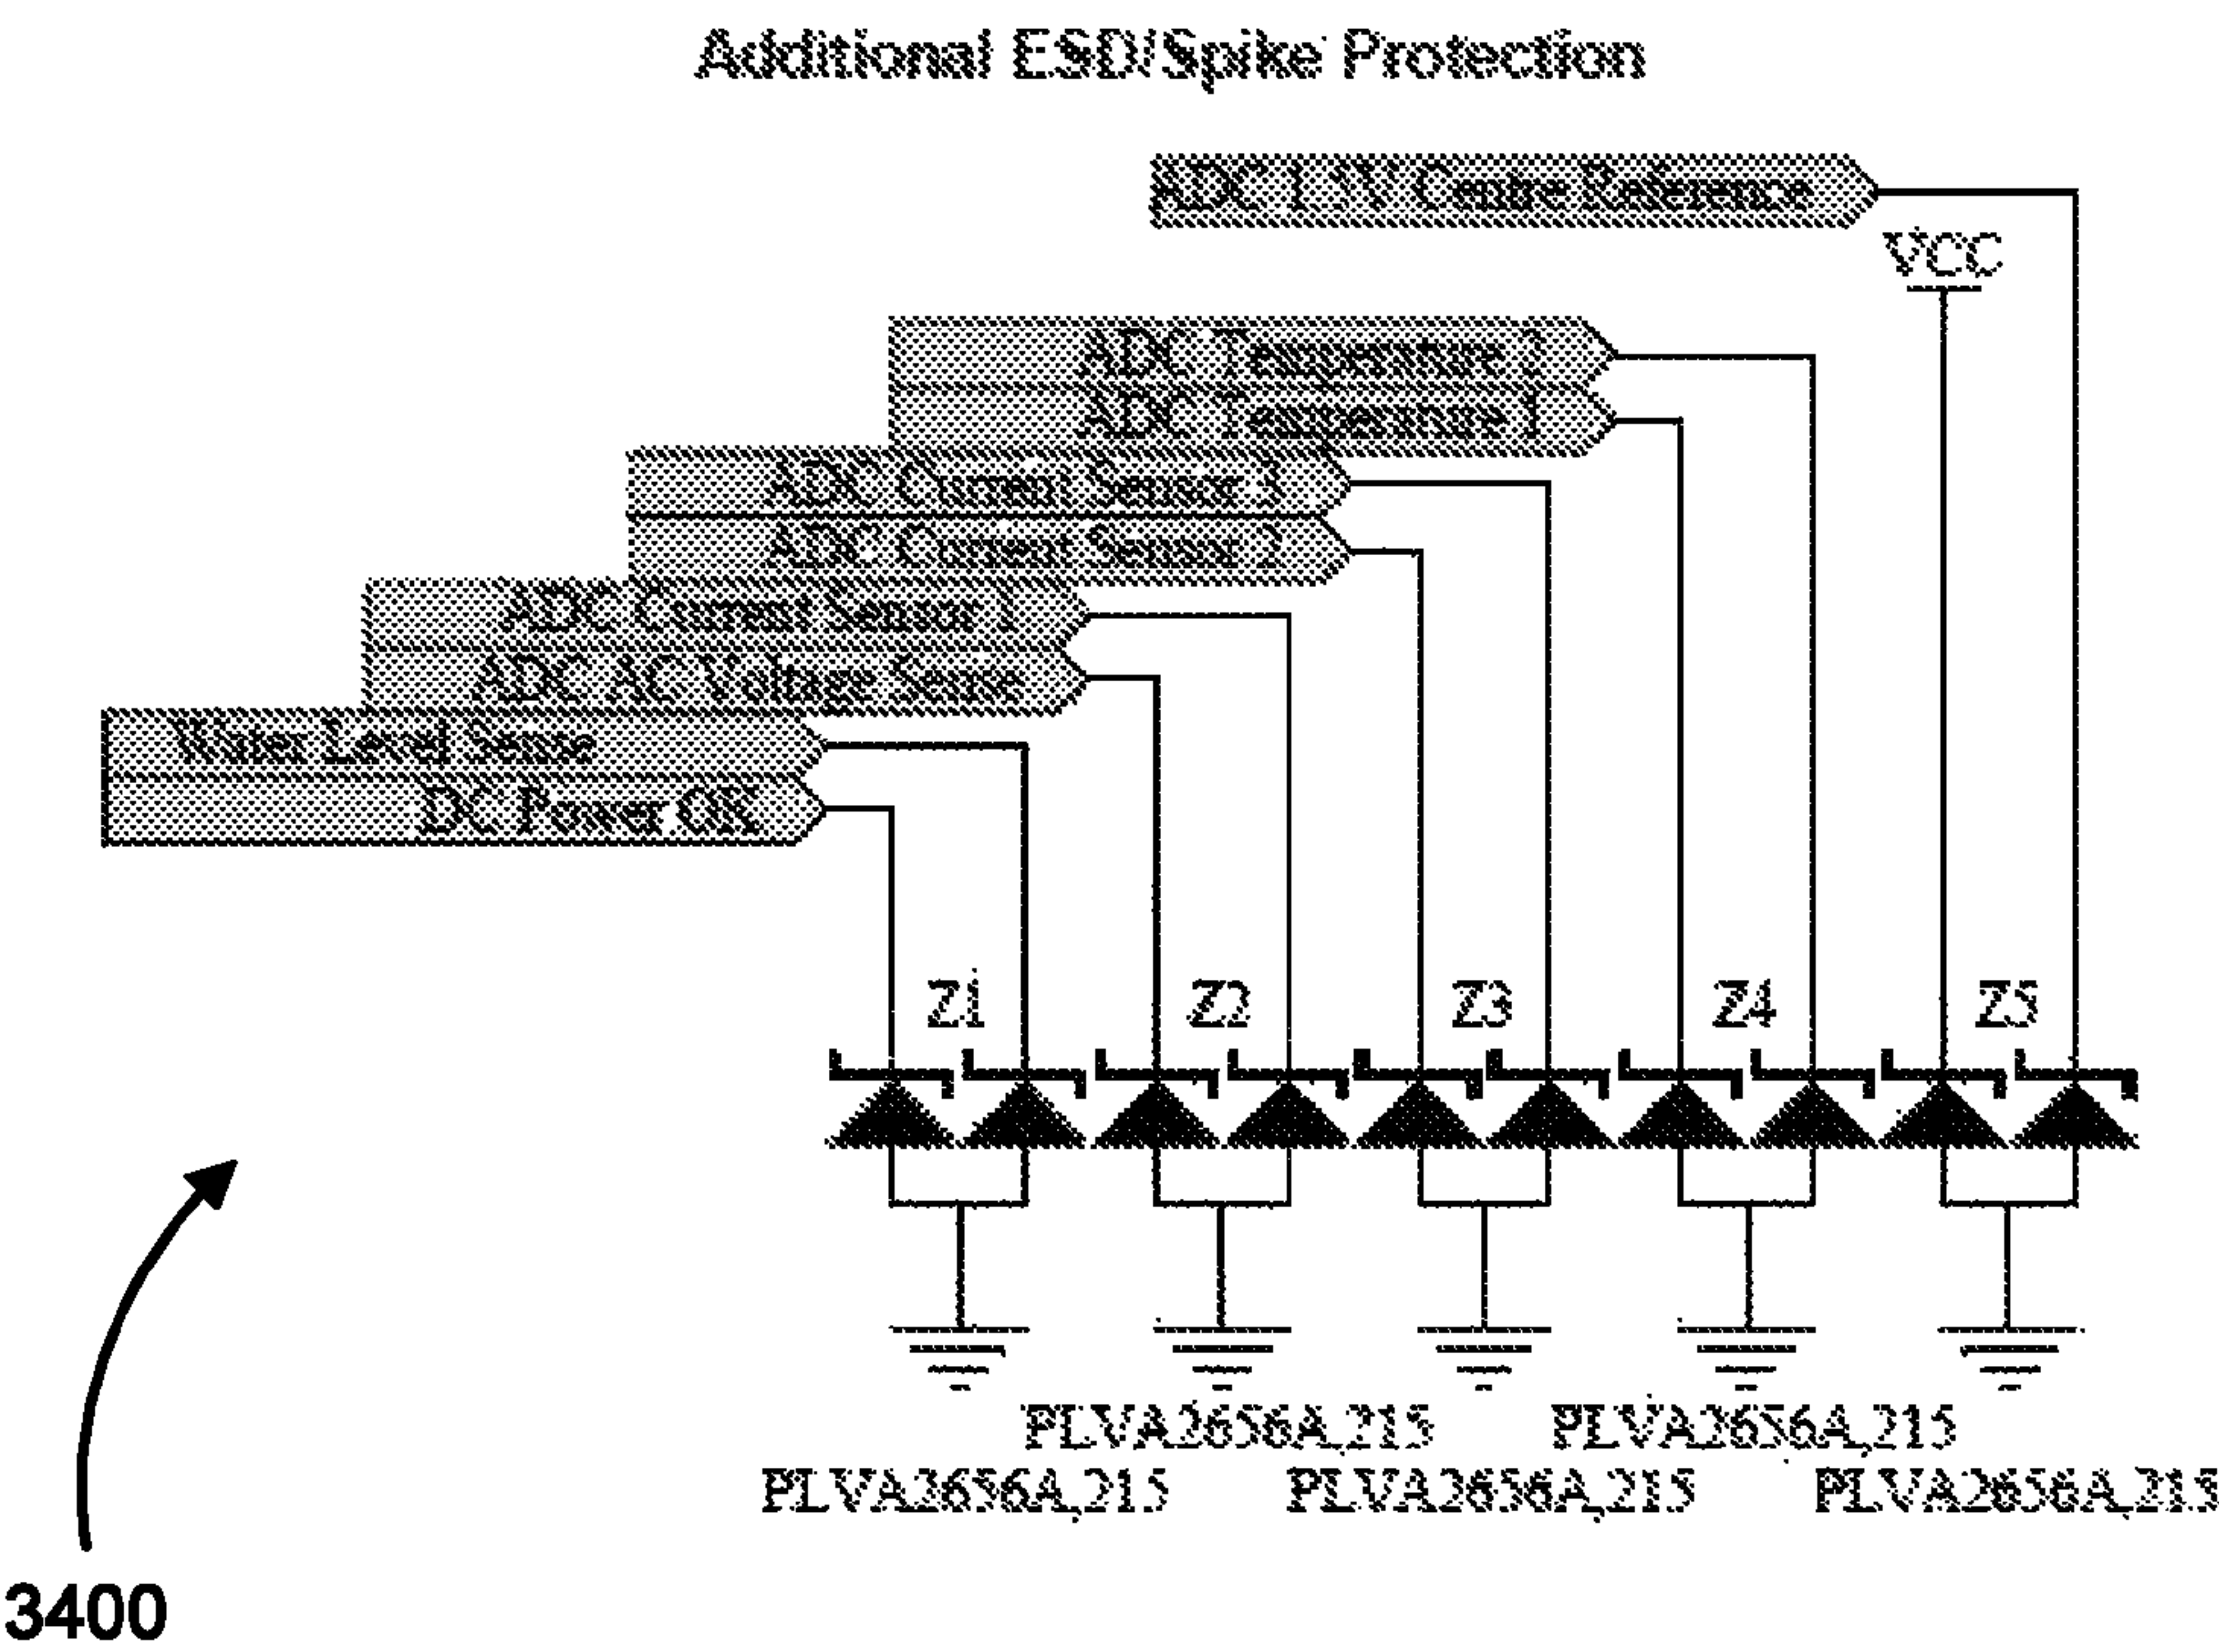 Additional ESD/Spike Protection
ADC 1.5V Centre Reference
VCC
ADC Temperature 2
ADC Temperature 1
ADC Current Sensor 3
ADC Current Sensor 2
ADC Current Sensor 1
ADC AC Voltage Sense
Water Level Sense
DC Power OK
Z1 Z2 Z3 Z4 Z5
PLVA2656A,215 PLVA2656A,215
PLVA2656A,215 PLVA2656A,215 PLVA2656A,215
3400